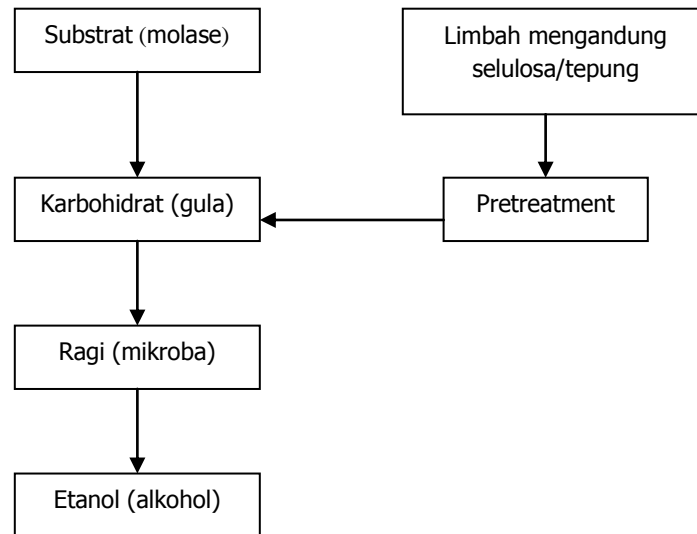 Substrat (molase)
Limbah mengandung
selulosa/tepung
Karbohidrat (gula)
Pretreatment
Ragi (mikroba)
Etanol (alkohol)